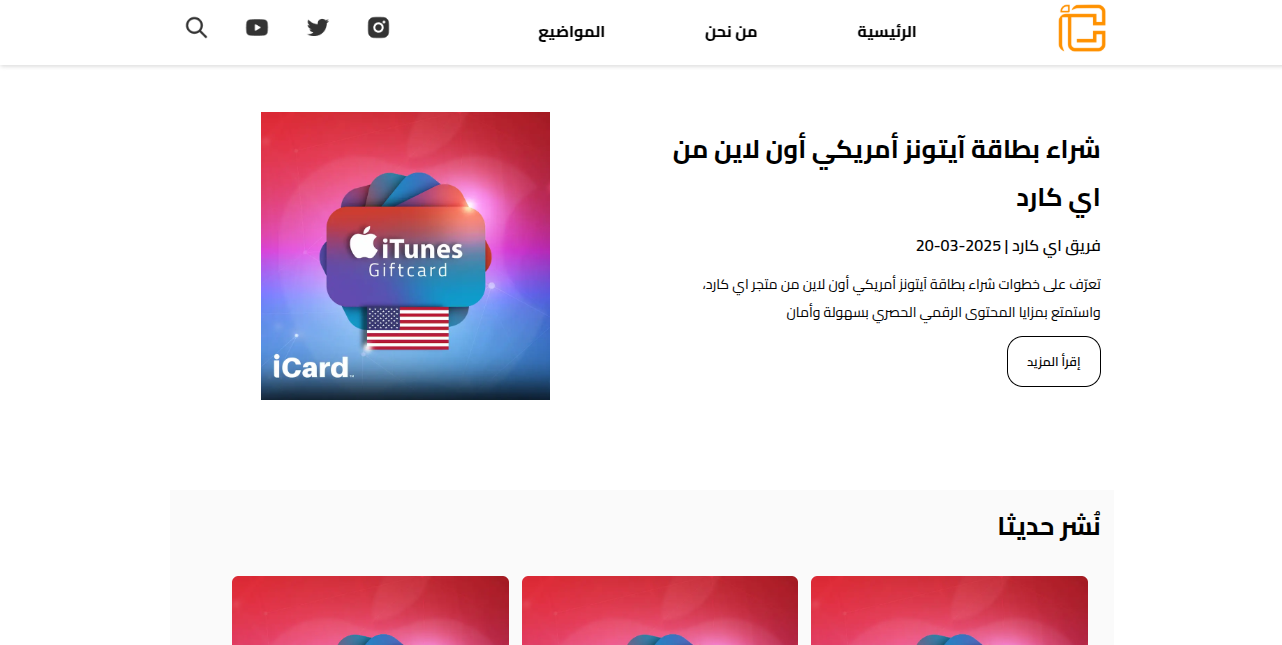 الرئيسية
من نحن
المواضيع
شراء بطاقة آيتونز أمريكي أون لاين من
اي كارد
فريق اي كارد | 2025-03-20
تعرّف على خطوات شراء بطاقة آيتونز أمريكي أون لاين من متجر اي كارد،
واستمتع بمزايا المحتوى الرقمي الحصري بسهولة وأمان
إقرأ المزيد
iTunes
Giftcard
iCard™
نُشر حديثا